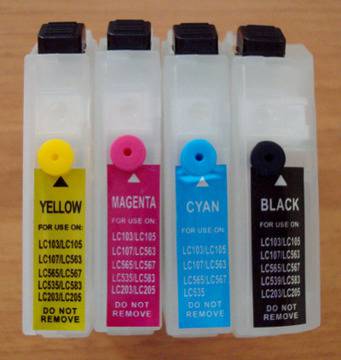 YELLOW
FOR USE ON:
LC103/LC105
LC107/LC563
LC565/LC567
LC535/LC583
LC203/LC205
DO NOT
REMOVE
MAGENTA
FOR USE ON:
LC103/LC105
LC107/LC563
LC565/LC567
LC535/LC583
LC203/LC205
DO NOT
REMOVE
CYAN
FOR USE ON:
LC103/LC105
LC107/LC563
LC565/LC567
LC535
DO NOT
REMOVE
BLACK
FOR USE ON:
LC103/LC105
LC107/LC563
LC565/LC567
LC539/LC583
LC203/LC205
DO NOT
REMOVE